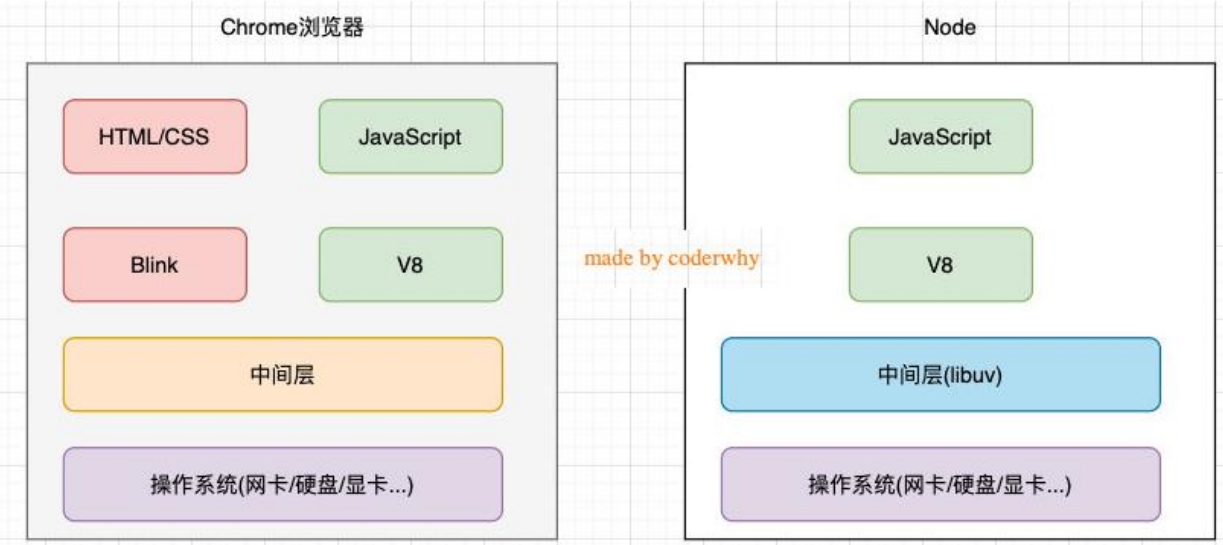 Chrome浏览器
HTML/CSS
JavaScript
Blink
V8
中间层
操作系统(网卡/硬盘/显卡...)
made by coderwhy
Node
JavaScript
V8
中间层(libuv)
操作系统(网卡/硬盘/显卡...)